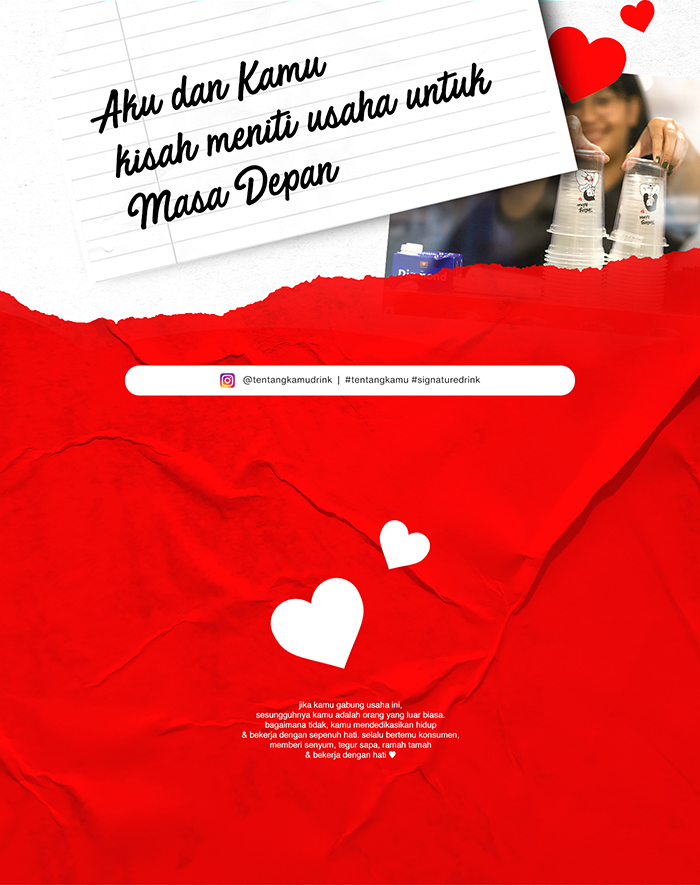 Aku dan Kamu
kisah meniti usaha untuk
Masa Depan
@tentangkamudrink | #tentangkamu #signaturedrink
jika kamu gabung usaha ini,
sesungguhnya kamu adalah orang yang luar biasa.
bagaimana tidak, kamu mendedikasikan hidup
& bekerja dengan sepenuh hati. selalu bertemu konsumen,
memberi senyum, tegur sapa, ramah tamah
& bekerja dengan hati ♥